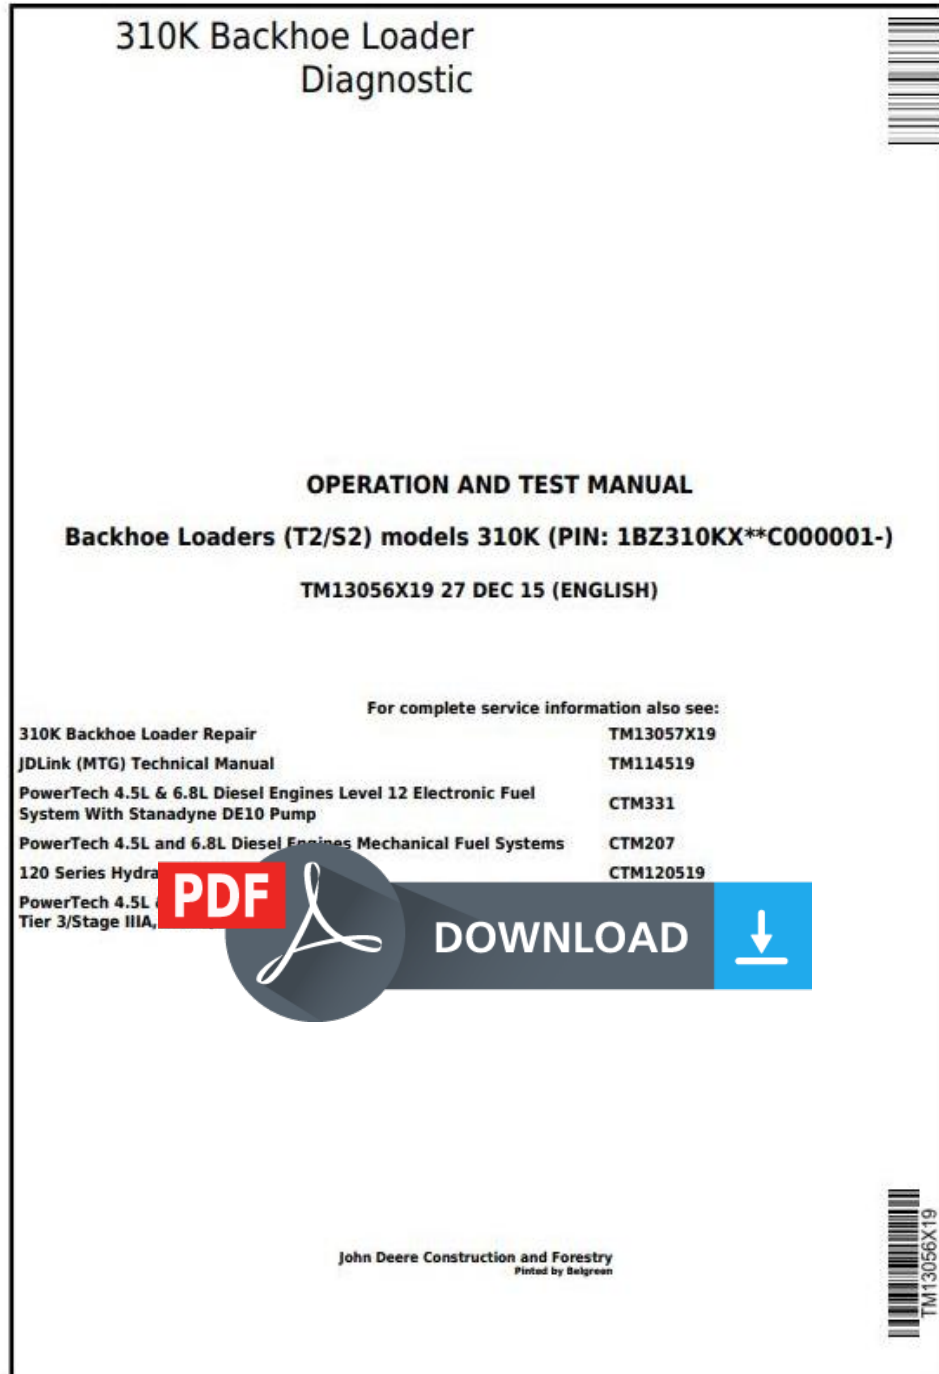 310K Backhoe Loader
Diagnostic
OPERATION AND TEST MANUAL
Backhoe Loaders (T2/S2) models 310K (PIN: 1BZ310KX**C000001-)
TM13056X19 27 DEC 15 (ENGLISH)
For complete service information also see:
310K Backhoe Loader Repair TM13057X19
JDLink (MTG) Technical Manual TM114519
PowerTech 4.5L & 6.8L Diesel Engines Level 12 Electronic Fuel
System With Stanadyne DE10 Pump CTM331
PowerTech 4.5L and 6.8L Diesel Engines Mechanical Fuel Systems CTM207
120 Series CTM120519
PowerTech 4.5L
Tier 3/Stage IIIA,
PDF
DOWNLOAD
John Deere Construction and Forestry
Pinted by Belgreen
TM13056X19